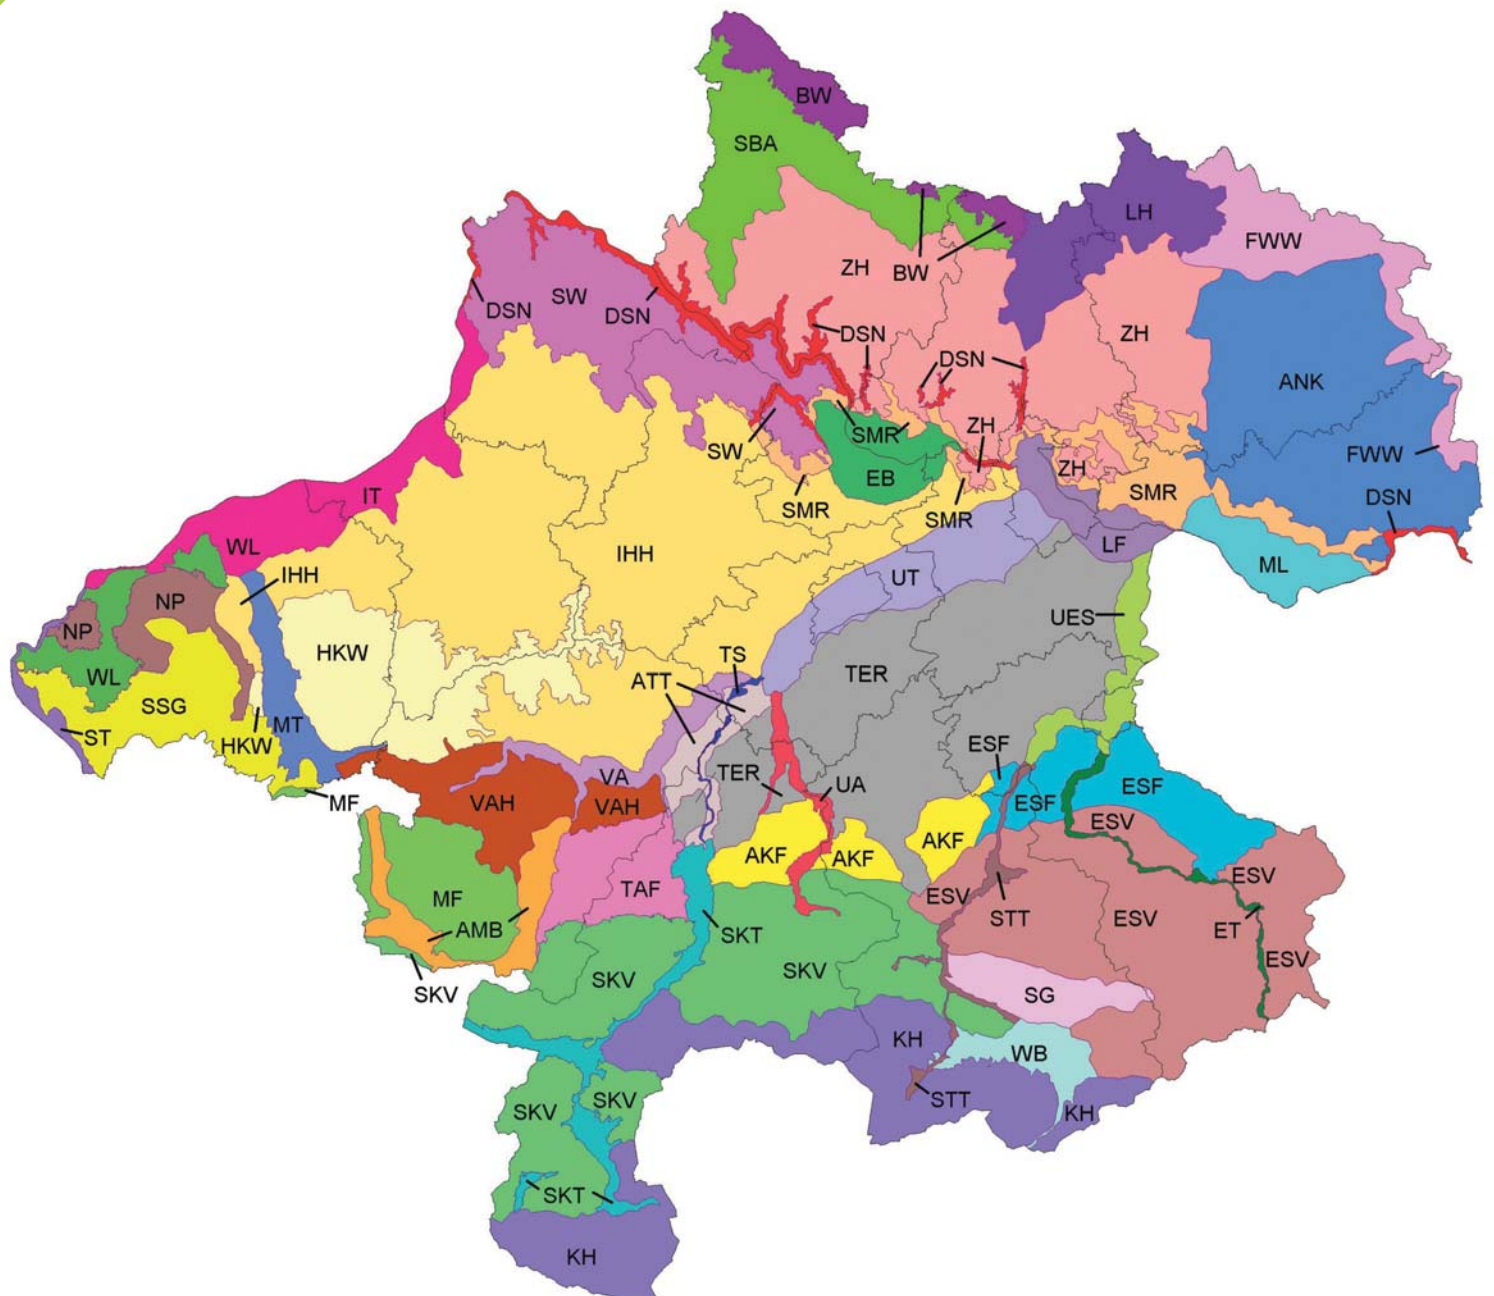 BW
SBA
LH
FWW
ZH
BW
SW
DSN
DSN
DSN
ZH
DSN
ANK
ZH
SMR
SW
FWW
EB
ZH
IT
SMR
DSN
SMR
SMR
WL
IHH
LF
ML
IHH
UT
NP
UES
NP
HKW
TS
TER
WL
ATT
SSG
MT
ST
HKW
ESF
VA
TER
UA
ESF
ESF
MF
VAH
VAH
ESV
AKF
AKF
AKF
ESV
TAF
MF
ESV
STT
ESV
AMB
SKT
ET
ESV
SKV
SKV
SKV
SG
KH
WB
SKV
SKV
STT
KH
SKT
KH